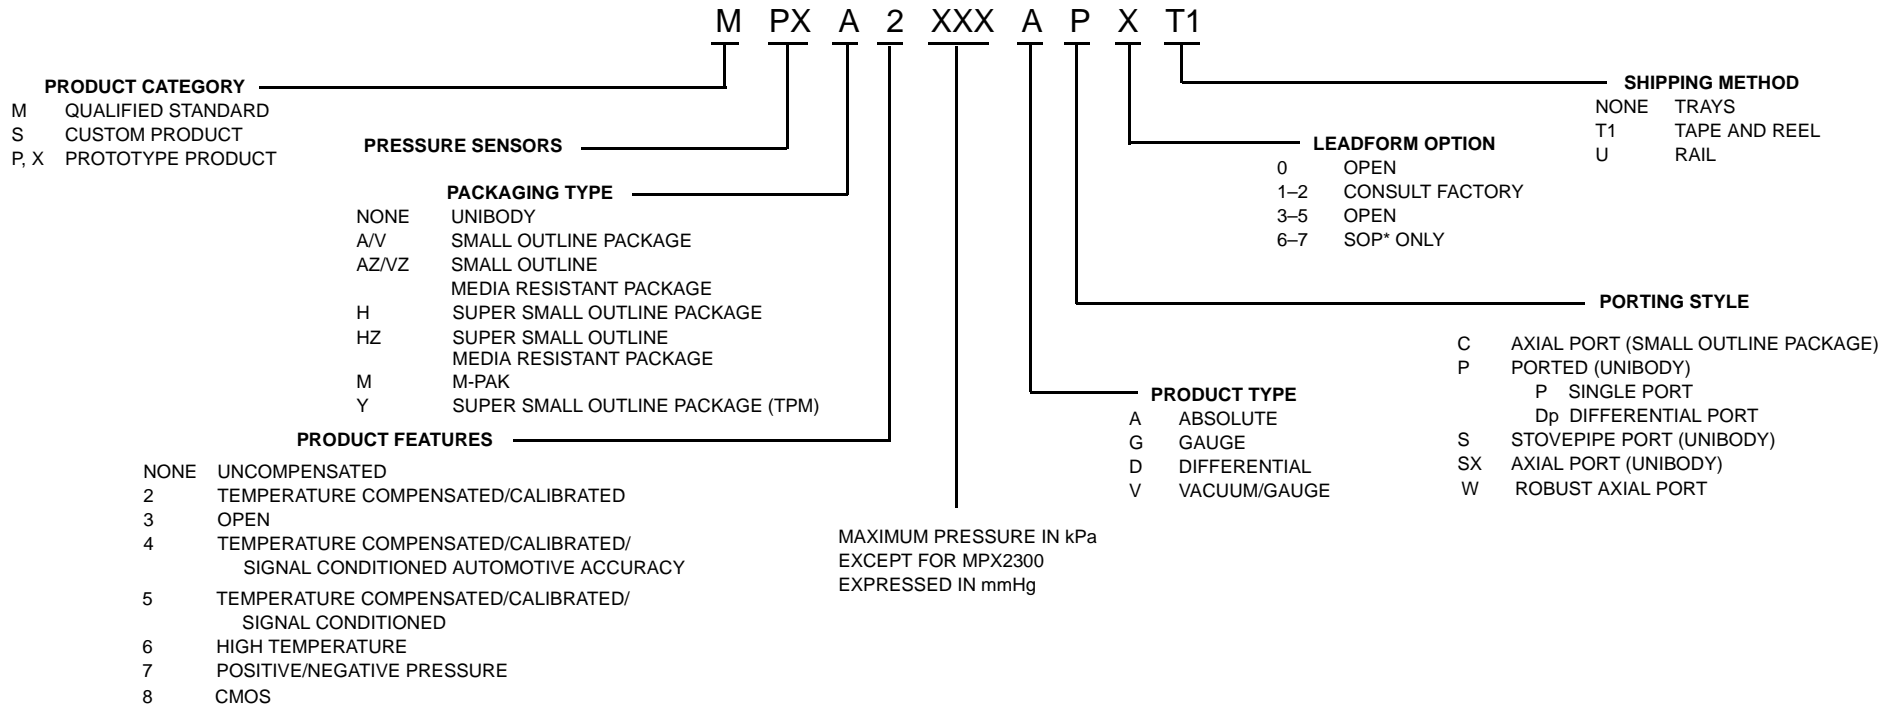 M PX A 2 XXX A P X T1
PRODUCT CATEGORY
M QUALIFIED STANDARD
S CUSTOM PRODUCT
P, X PROTOTYPE PRODUCT
PRESSURE SENSORS
PACKAGING TYPE
NONE UNIBODY
A/V SMALL OUTLINE PACKAGE
AZ/VZ SMALL OUTLINE
MEDIA RESISTANT PACKAGE
H SUPER SMALL OUTLINE PACKAGE
HZ SUPER SMALL OUTLINE
MEDIA RESISTANT PACKAGE
M M-PAK
Y SUPER SMALL OUTLINE PACKAGE (TPM)
PRODUCT FEATURES
NONE UNCOMPENSATED
2 TEMPERATURE COMPENSATED/CALIBRATED
3 OPEN
4 TEMPERATURE COMPENSATED/CALIBRATED/
SIGNAL CONDITIONED AUTOMOTIVE ACCURACY
5 TEMPERATURE COMPENSATED/CALIBRATED/
SIGNAL CONDITIONED
6 HIGH TEMPERATURE
7 POSITIVE/NEGATIVE PRESSURE
8 CMOS
MAXIMUM PRESSURE IN kPa
EXCEPT FOR MPX2300
EXPRESSED IN mmHg
PRODUCT TYPE
A ABSOLUTE
G GAUGE
D DIFFERENTIAL
V VACUUM/GAUGE
PORTING STYLE
C AXIAL PORT (SMALL OUTLINE PACKAGE)
P PORTED (UNIBODY)
P SINGLE PORT
Dp DIFFERENTIAL PORT
S STOVEPIPE PORT (UNIBODY)
SX AXIAL PORT (UNIBODY)
W ROBUST AXIAL PORT
LEADFORM OPTION
0 OPEN
1–2 CONSULT FACTORY
3–5 OPEN
6–7 SOP* ONLY
SHIPPING METHOD
NONE TRAYS
T1 TAPE AND REEL
U RAIL